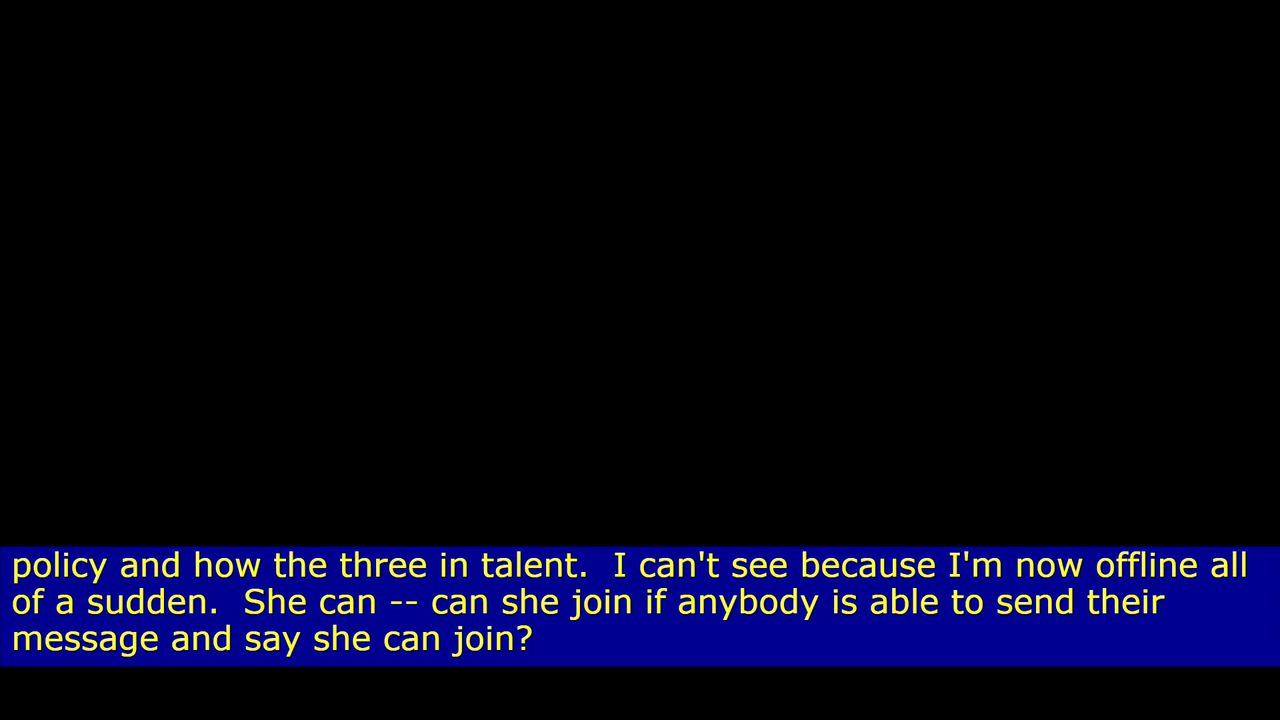 policy and how the three in talent.  I can't see because I'm now offline all
of a sudden.  She can -- can she join if anybody is able to send their
message and say she can join?